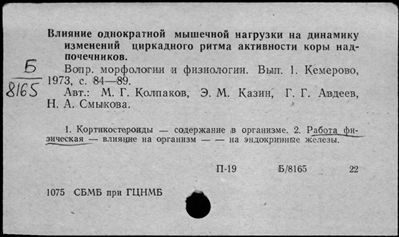 Влияние однократной мышечной нагрузки на динамику
изменений циркадного ритма активности коры над-
почечников.
Б
8165
Вопр. морфологии и физиологии. Вып. 1. Кемерово,
1973, с. 84—89.
Авт.: М. Г. Колпаков, Э. М. Казин, Г. Г. Авдеев,
Н. А. Смыкова.
1. Кортикостероиды — содержание в организме. 2. Работа фи-
зическая — влияние на организм — — на эндокринные железы.
П-19 Б/8165 22
1075 СБМБ при ГЦНМБ